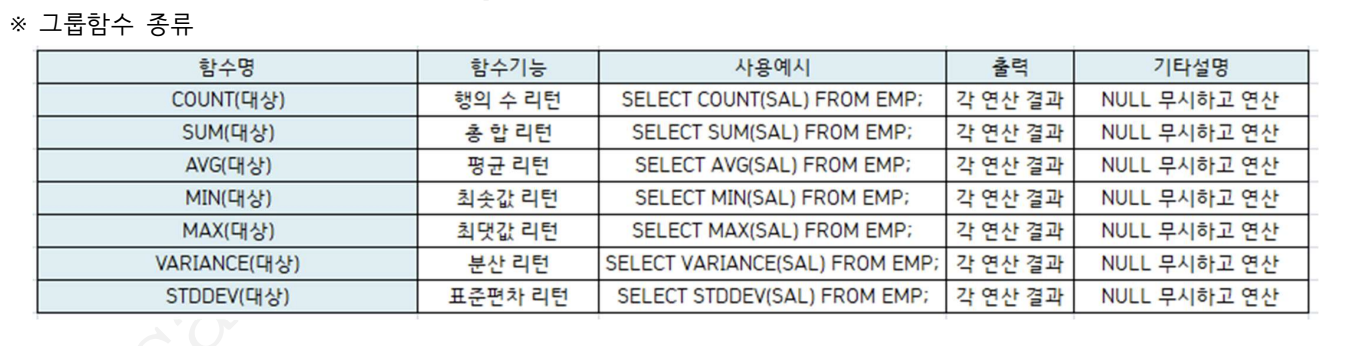 ※ 그룹함수 종류
함수명 함수기능 사용예시 출력 기타설명
COUNT(대상) 행의 수 리턴 SELECT COUNT(SAL) FROM EMP; 각 연산 결과 NULL 무시하고 연산
SUM(대상) 총 합 리턴 SELECT SUM(SAL) FROM EMP; 각 연산 결과 NULL 무시하고 연산
AVG(대상) 평균 리턴 SELECT AVG(SAL) FROM EMP; 각 연산 결과 NULL 무시하고 연산
MIN(대상) 최솟값 리턴 SELECT MIN(SAL) FROM EMP; 각 연산 결과 NULL 무시하고 연산
MAX(대상) 최댓값 리턴 SELECT MAX(SAL) FROM EMP; 각 연산 결과 NULL 무시하고 연산
VARIANCE(대상) 분산 리턴 SELECT VARIANCE(SAL) FROM EMP; 각 연산 결과 NULL 무시하고 연산
STDDEV(대상) 표준편차 리턴 SELECT STDDEV(SAL) FROM EMP; 각 연산 결과 NULL 무시하고 연산